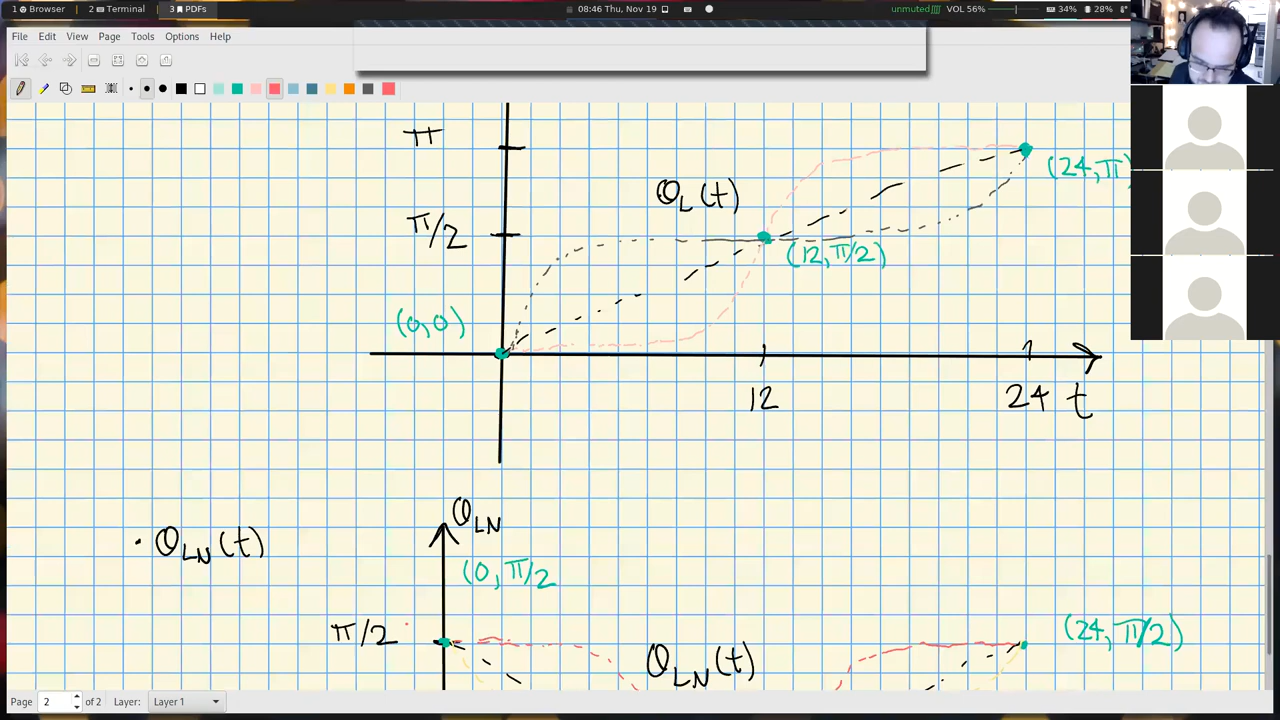 1 Browser 2 Terminal 3 PDFs 08:46 Thu, Nov 19 unmuted VOL 56% 34% 28%
File Edit View Page Tools Options Help
π
(24,π)
θL(t)
π/2
(12,π/2)
(0,0)
12 24 t
θLN
θLN(t)
(0,π/2
π/2
(24,π/2)
θLN(t)
Page 2 of 2 Layer: Layer 1